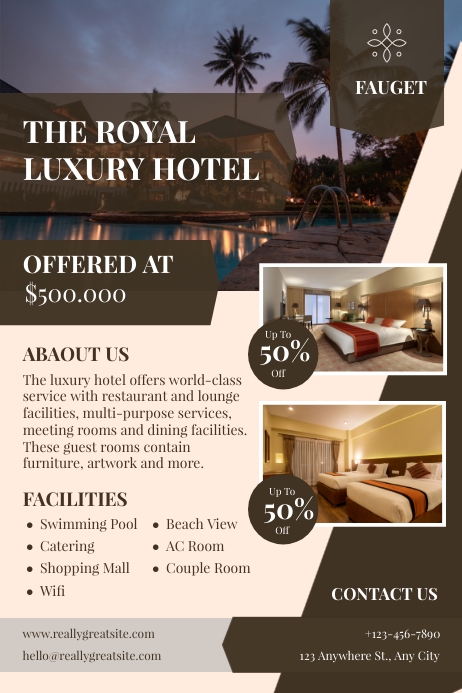 FAUGET
THE ROYAL
LUXURY HOTEL
OFFERED AT
$500.000
ABAOUT US
The luxury hotel offers world-class
service with restaurant and lounge
facilities, multi-purpose services,
meeting rooms and dining facilities.
These guest rooms contain
furniture, artwork and more.
Up To
50%
Off
Up To
50%
Off
FACILITIES
• Swimming Pool
• Catering
• Shopping Mall
• Wifi
• Beach View
• AC Room
• Couple Room
CONTACT US
www.reallygreatsite.com
hello@reallygreatsite.com
+123-456-7890
123 Anywhere St., Any City